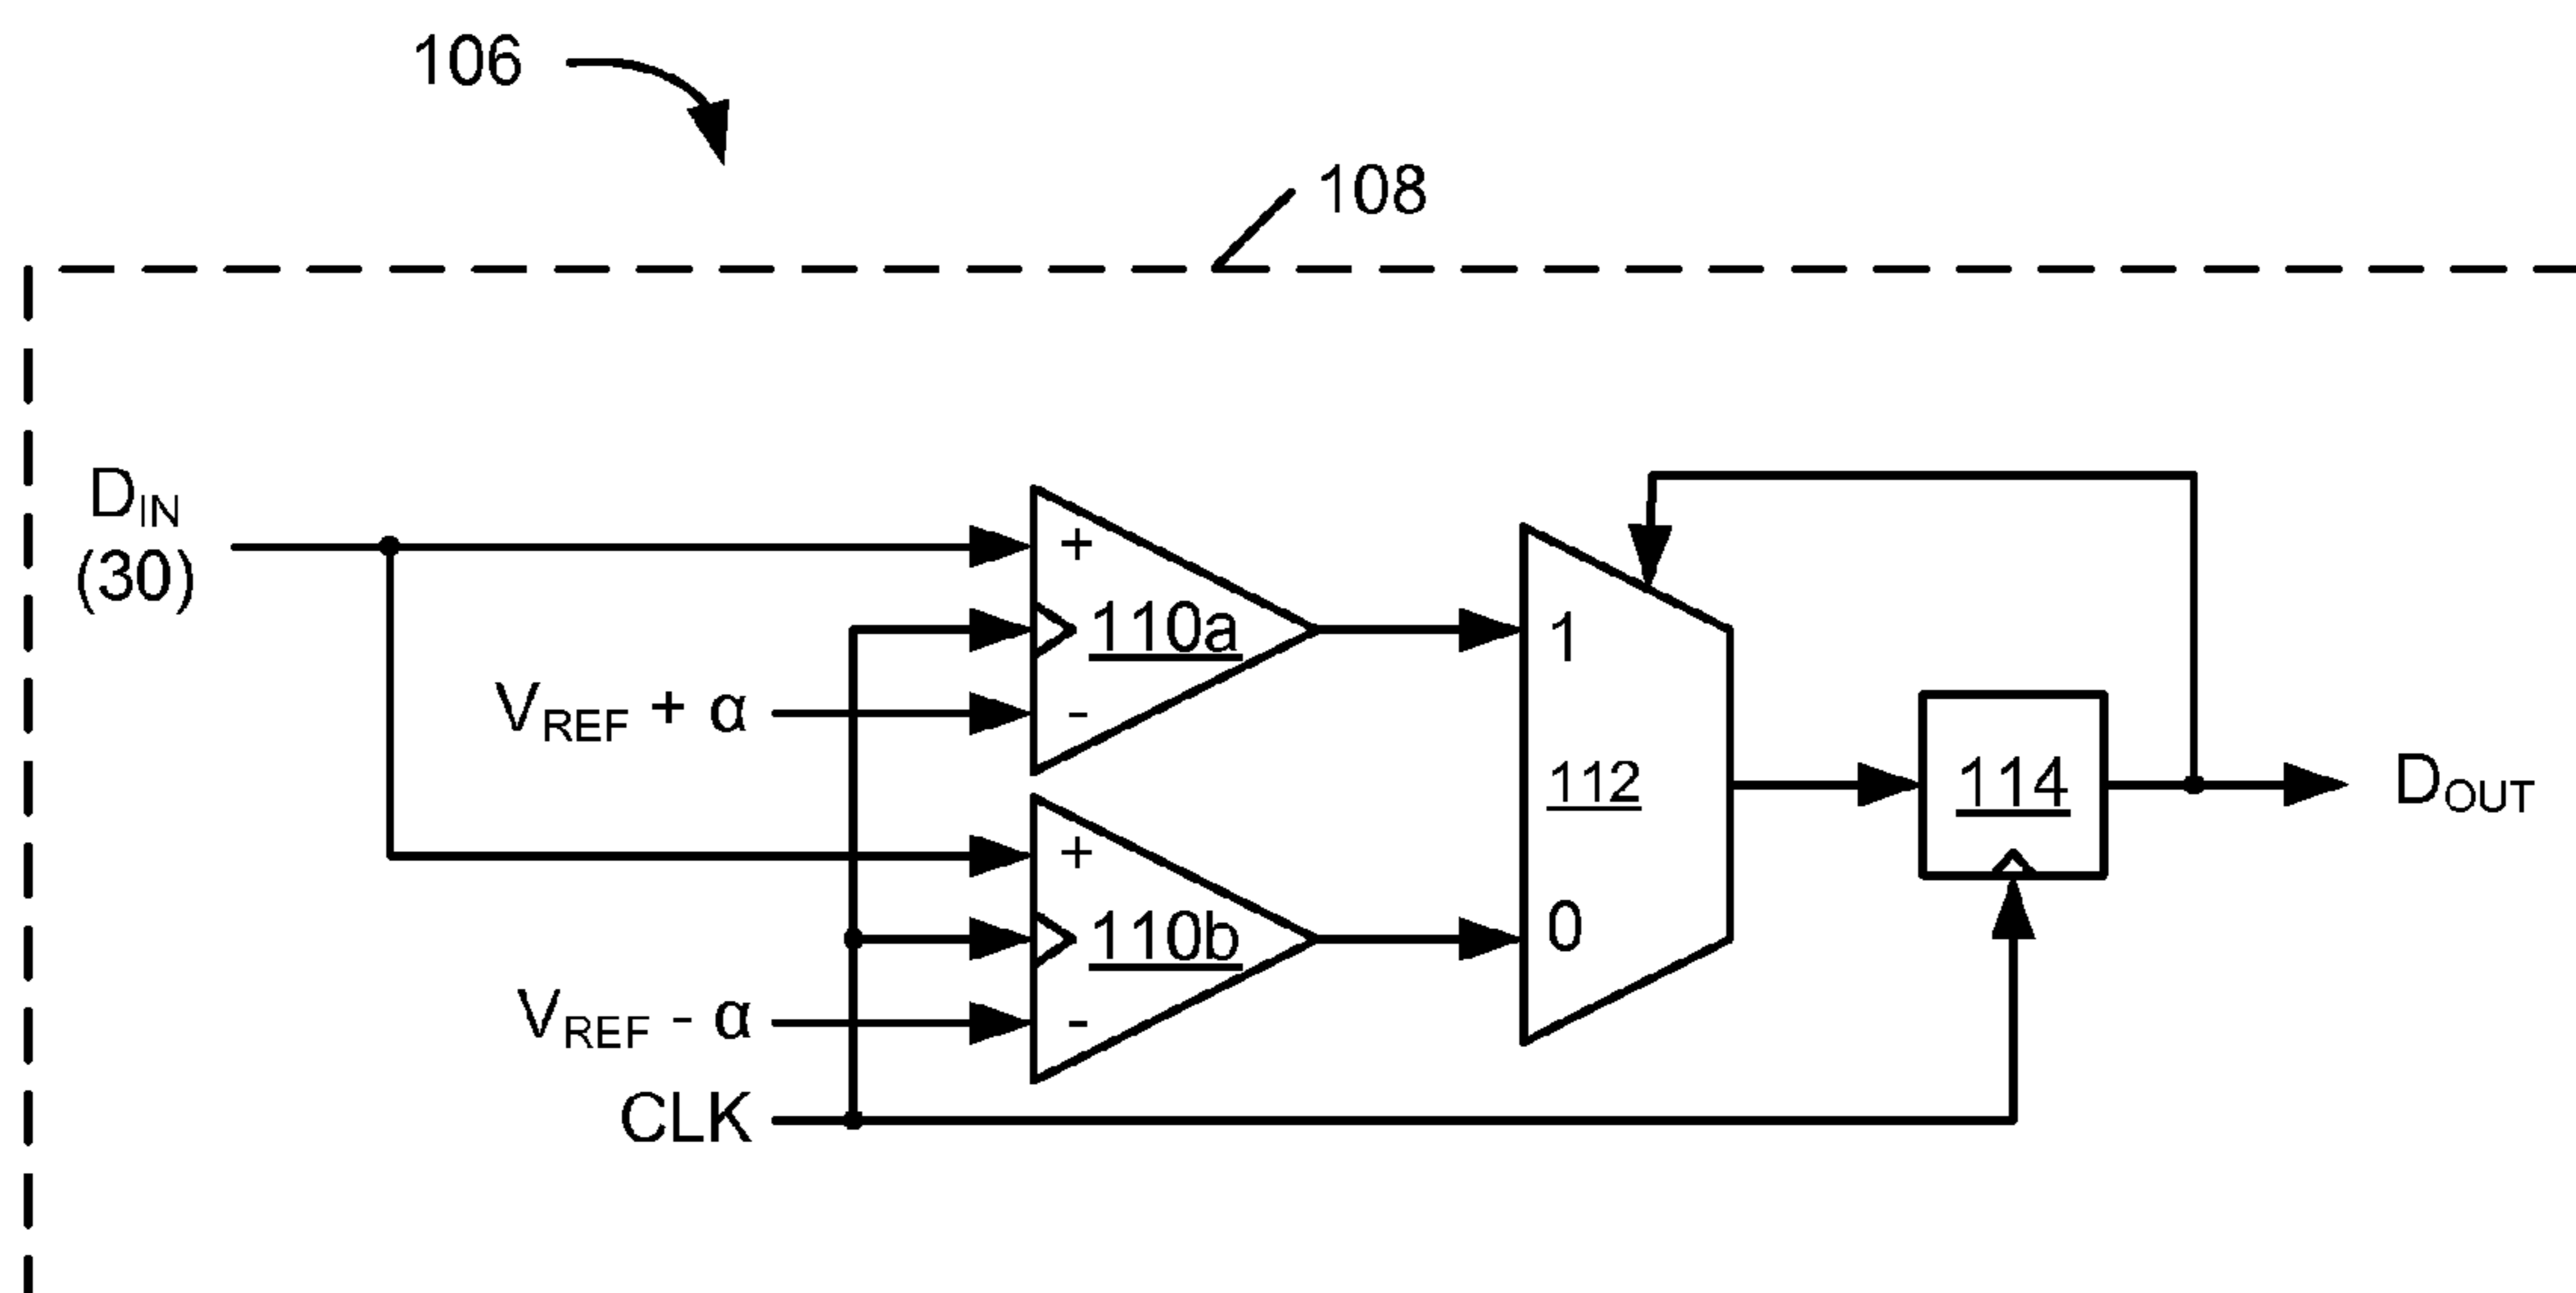 106
108
D_IN
(30)
+
110a
V_REF + α
-
1
112
114
D_OUT
+
110b
0
V_REF - α
-
CLK